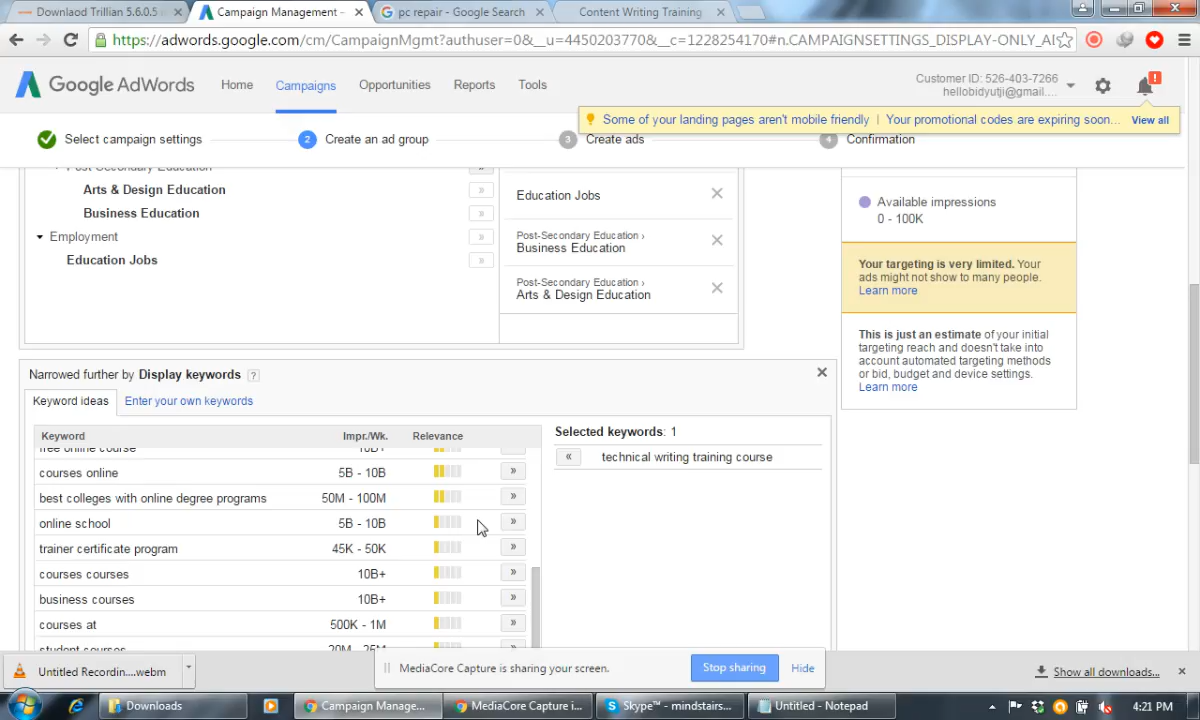 Downlaod Trillian 5.6.0.5
Campaign Management -
pc repair - Google Search
Content Writing Training
https://adwords.google.com/cm/CampaignMgmt?authuser=0&__u=4450203770&__c=1228254170#n.CAMPAIGNSETTINGS_DISPLAY-ONLY_AI
Google AdWords
Home
Campaigns
Opportunities
Reports
Tools
Customer ID: 526-403-7266
hellobidyutji@gmail....
Some of your landing pages aren't mobile friendly | Your promotional codes are expiring soon... View all
Select campaign settings
2 Create an ad group
3 Create ads
4 Confirmation
Post-Secondary Education
Arts & Design Education
Business Education
Employment
Education Jobs
Education Jobs
Post-Secondary Education ›
Business Education
Post-Secondary Education ›
Arts & Design Education
Available impressions
0 - 100K
Your targeting is very limited. Your
ads might not show to many people.
Learn more
This is just an estimate of your initial
targeting reach and doesn't take into
account automated targeting methods
or bid, budget and device settings.
Learn more
Narrowed further by Display keywords ?
Keyword ideas
Enter your own keywords
Keyword Impr./Wk. Relevance
free online course 10B+
courses online 5B - 10B
best colleges with online degree programs 50M - 100M
online school 5B - 10B
trainer certificate program 45K - 50K
courses courses 10B+
business courses 10B+
courses at 500K - 1M
student courses 20M - 25M
Selected keywords: 1
« technical writing training course
Untitled Recordin....webm
MediaCore Capture is sharing your screen.
Stop sharing
Hide
Show all downloads...
Downloads
Campaign Manage...
MediaCore Capture i...
Skype™ - mindstairs...
Untitled - Notepad
4:21 PM